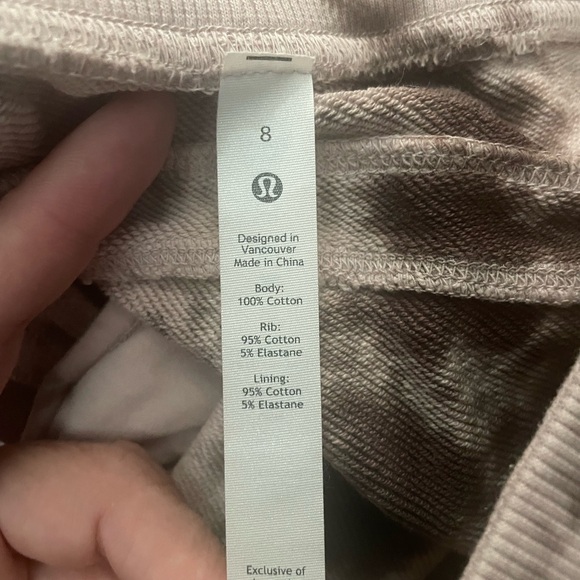 8
Designed in
Vancouver
Made in China
Body:
100% Cotton
Rib:
95% Cotton
5% Elastane
Lining:
95% Cotton
5% Elastane
Exclusive of